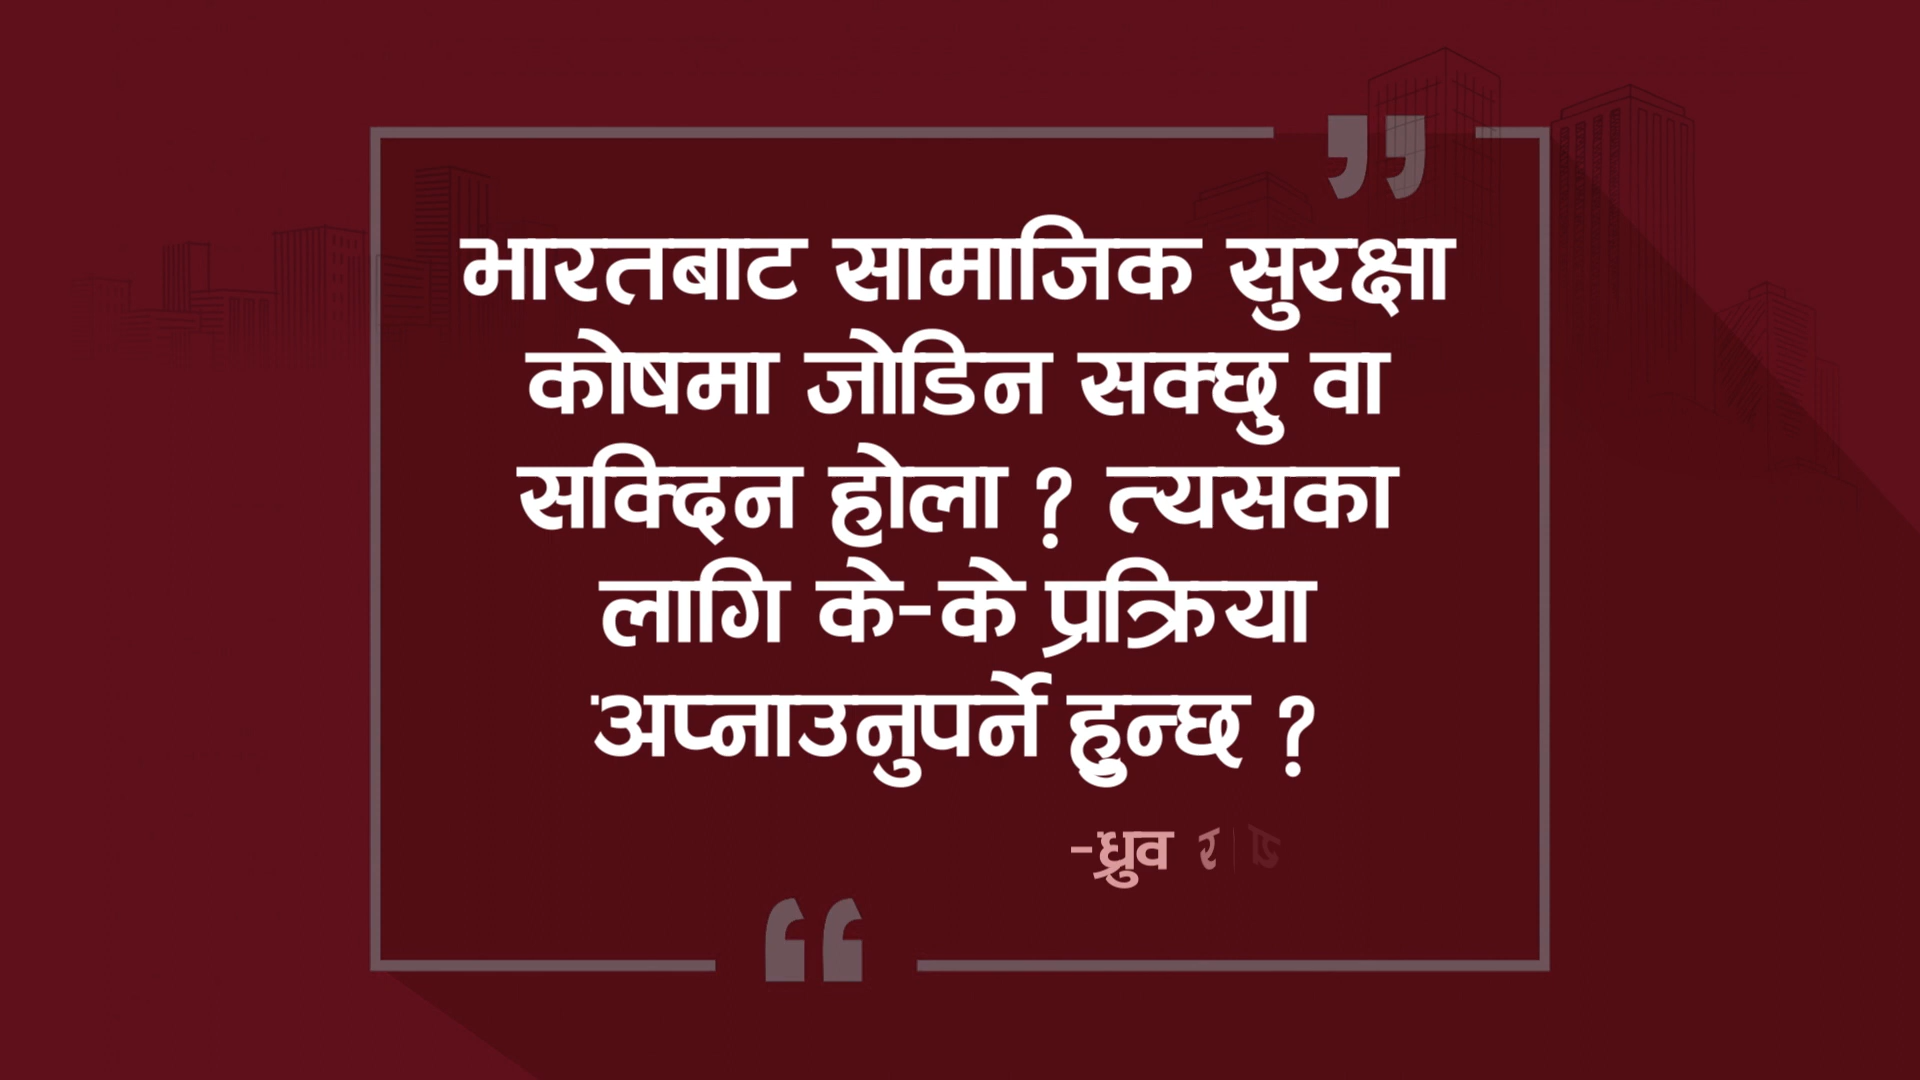 भारतबाट सामाजिक सुरक्षा
कोषमा जोडिन सक्छु वा
सक्दिन होला ? त्यसका
लागि के-के प्रक्रिया
अप्नाउनुपर्ने हुन्छ ?
-ध्रुव